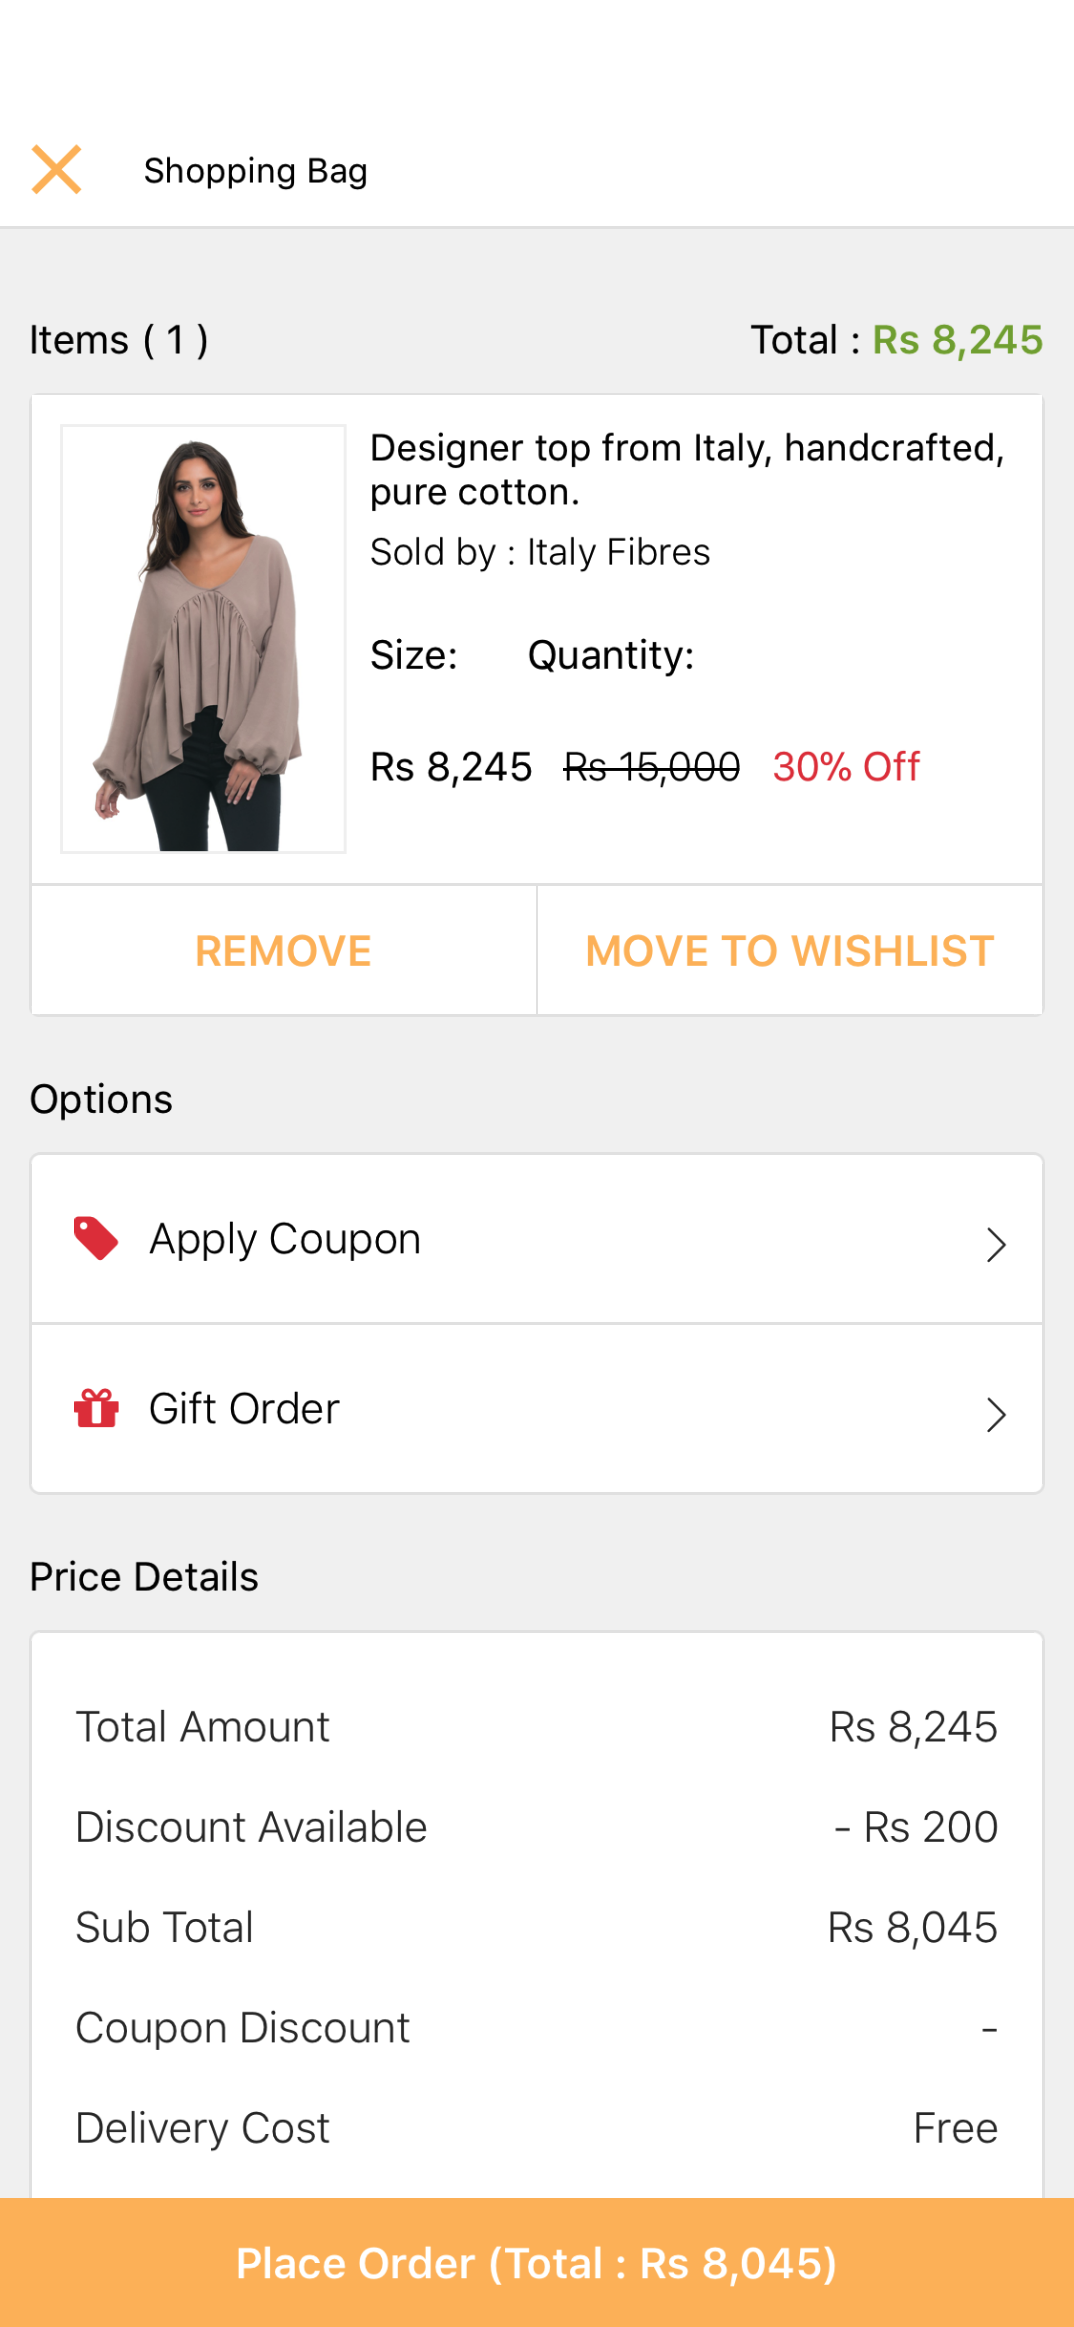 Shopping Bag
Items ( 1 )
Total : Rs 8,245
Designer top from Italy, handcrafted,
pure cotton.
Sold by : Italy Fibres
Size: Quantity:
Rs 8,245 Rs 15,000 30% Off
REMOVE
MOVE TO WISHLIST
Options
Apply Coupon
Gift Order
Price Details
Total Amount Rs 8,245
Discount Available - Rs 200
Sub Total Rs 8,045
Coupon Discount -
Delivery Cost Free
Place Order (Total : Rs 8,045)